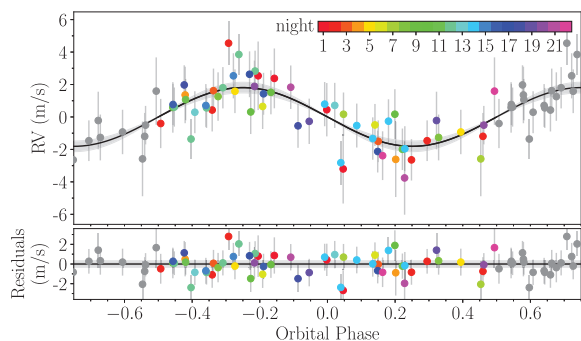 night
1 3 5 7 9 11 13 15 17 19 21
6
4
2
0
-2
-4
-6
RV (m/s)
2
0
-2
Residuals
(m/s)
−0.6 −0.4 −0.2 0.0 0.2 0.4 0.6
Orbital Phase